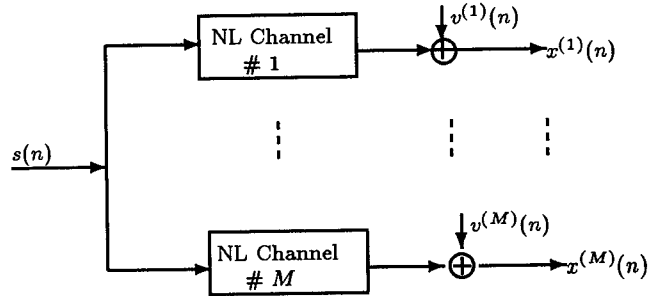 v^{(1)}(n)
NL Channel
# 1
x^{(1)}(n)
s(n)
v^{(M)}(n)
NL Channel
# M
x^{(M)}(n)